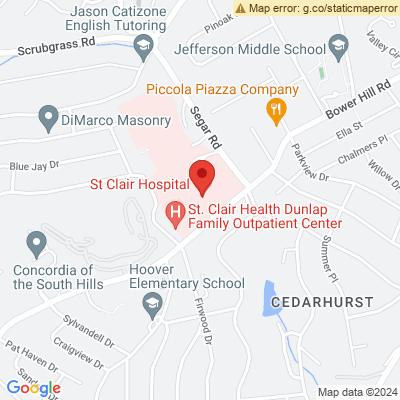 Map error: g.co/staticmaperror
Jason Catizone
English Tutoring
Pinoak
Scrubgrass Rd
Jefferson Middle School
Valley Cir
Piccola Piazza Company
Bower Hill Rd
Segar Rd
DiMarco Masonry
Ella St
Chalmers Pl
Parkview Dr
Willow
Blue Jay Dr
St Clair Hospital
H
St. Clair Health Dunlap
Family Outpatient Center
Summer Pl
Concordia of
the South Hills
Hoover
Elementary School
CEDARHURST
Firwood Dr
Sylvandell Dr
Craigview Dr
Pat Haven Dr
Google
Map data ©2024